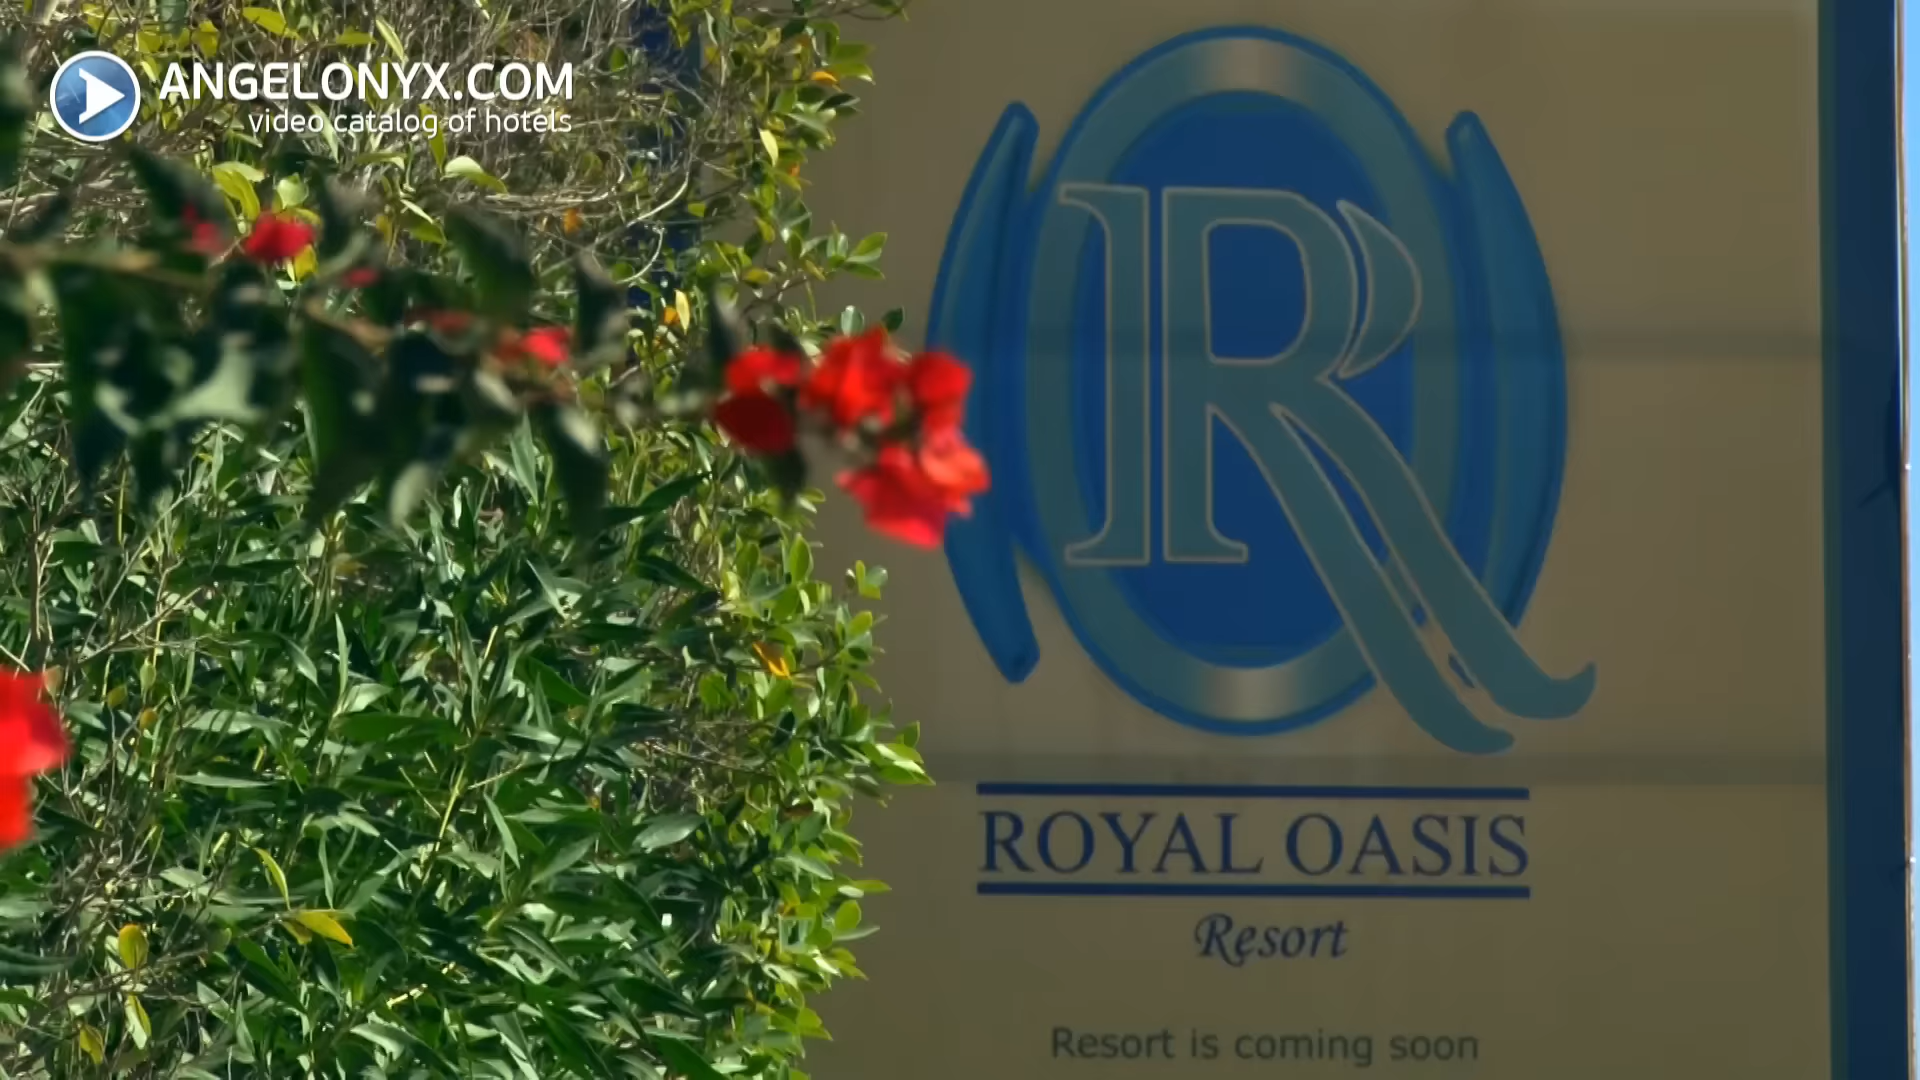 ANGELONYX.COM
video catalog of hotels
R
ROYAL OASIS
Resort
Resort is coming soon